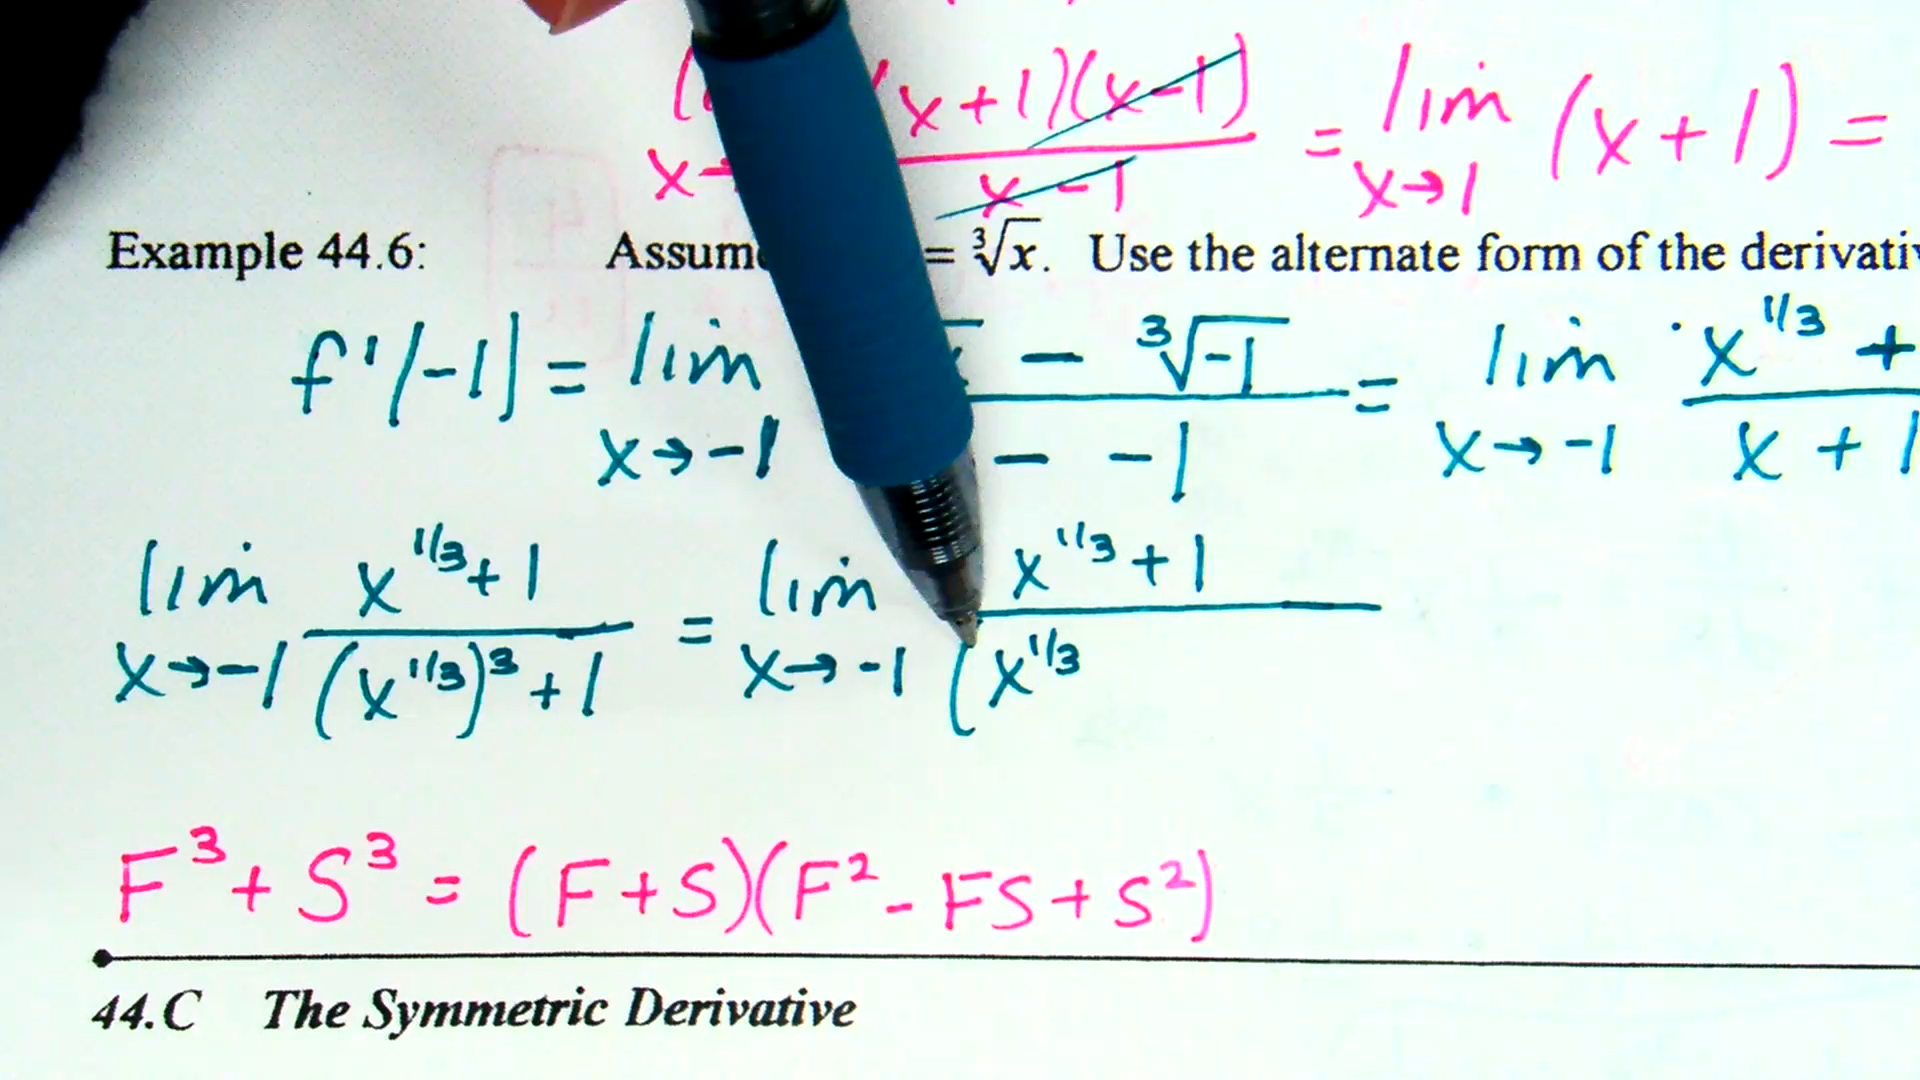 x+1)(x-1) = lim (x+1) =
x→ x-1 x→1
Example 44.6: Assum = ∛x. Use the alternate form of the derivati
f'(-1) = lim - ∛-1 = lim x^1/3 +
x→-1 - -1 x→-1 x+1
lim x^1/3+1 = lim x^1/3+1
x→-1 (x^1/3)^3+1 x→-1 (x^1/3
F^3+S^3 = (F+S)(F^2-FS+S^2)
44.C The Symmetric Derivative